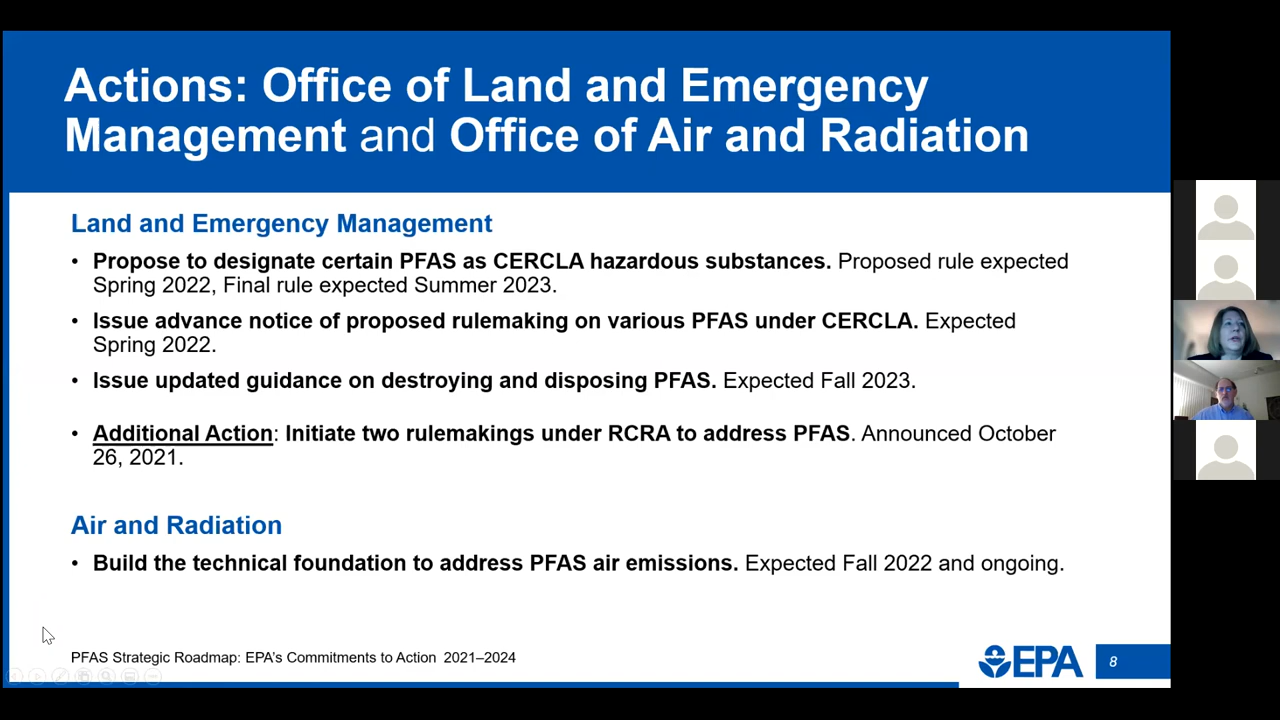 Actions: Office of Land and Emergency
Management and Office of Air and Radiation
Land and Emergency Management
• Propose to designate certain PFAS as CERCLA hazardous substances. Proposed rule expected
Spring 2022, Final rule expected Summer 2023.
• Issue advance notice of proposed rulemaking on various PFAS under CERCLA. Expected
Spring 2022.
• Issue updated guidance on destroying and disposing PFAS. Expected Fall 2023.
• Additional Action: Initiate two rulemakings under RCRA to address PFAS. Announced October
26, 2021.
Air and Radiation
• Build the technical foundation to address PFAS air emissions. Expected Fall 2022 and ongoing.
PFAS Strategic Roadmap: EPA's Commitments to Action 2021–2024
EPA
8